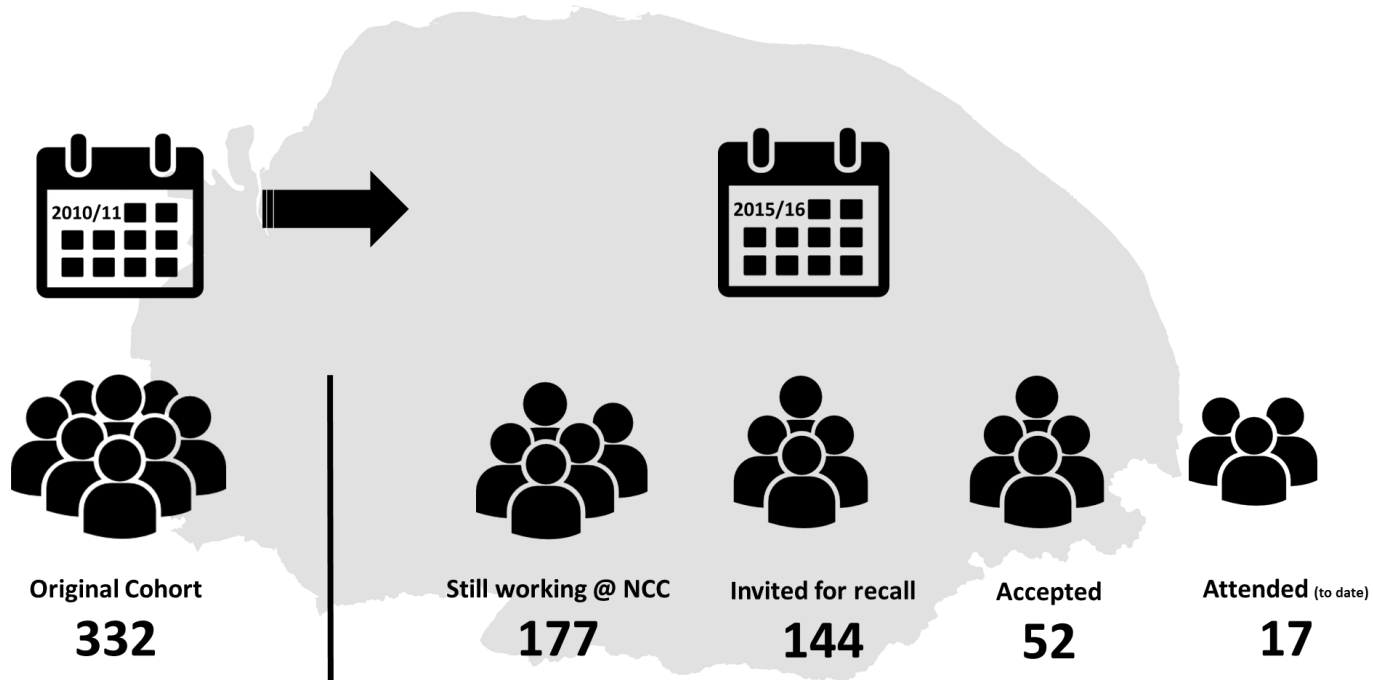 2010/11
2015/16
Original Cohort
332
Still working @ NCC
177
Invited for recall
144
Accepted
52
Attended (to date)
17